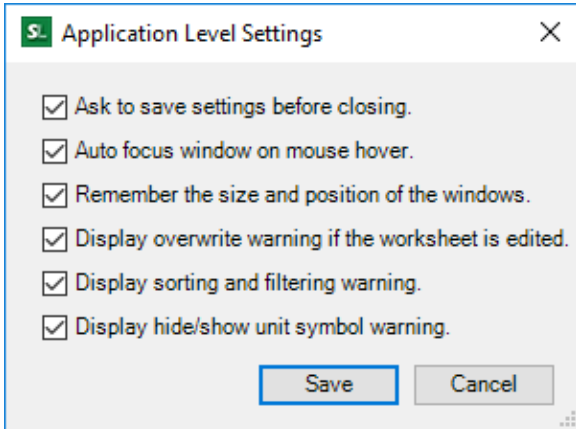 SL Application Level Settings
Ask to save settings before closing.
Auto focus window on mouse hover.
Remember the size and position of the windows.
Display overwrite warning if the worksheet is edited.
Display sorting and filtering warning.
Display hide/show unit symbol warning.
Save Cancel